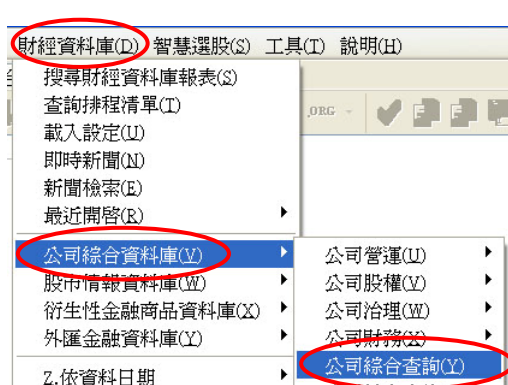 財經資料庫(D) 智慧選股(S) 工具(T) 說明(H)
搜尋財經資料庫報表(S)
查詢排程清單(T)
載入設定(U)
即時新聞(N)
新聞檢索(E)
最近開啓(R)
.ORG
公司綜合資料庫(V)
股市情報資料庫(W)
衍生性金融商品資料庫(X)
外匯金融資料庫(Y)
Z.依資料日期
公司營運(U)
公司股權(V)
公司治理(W)
公司財務(X)
公司綜合查詢(Y)